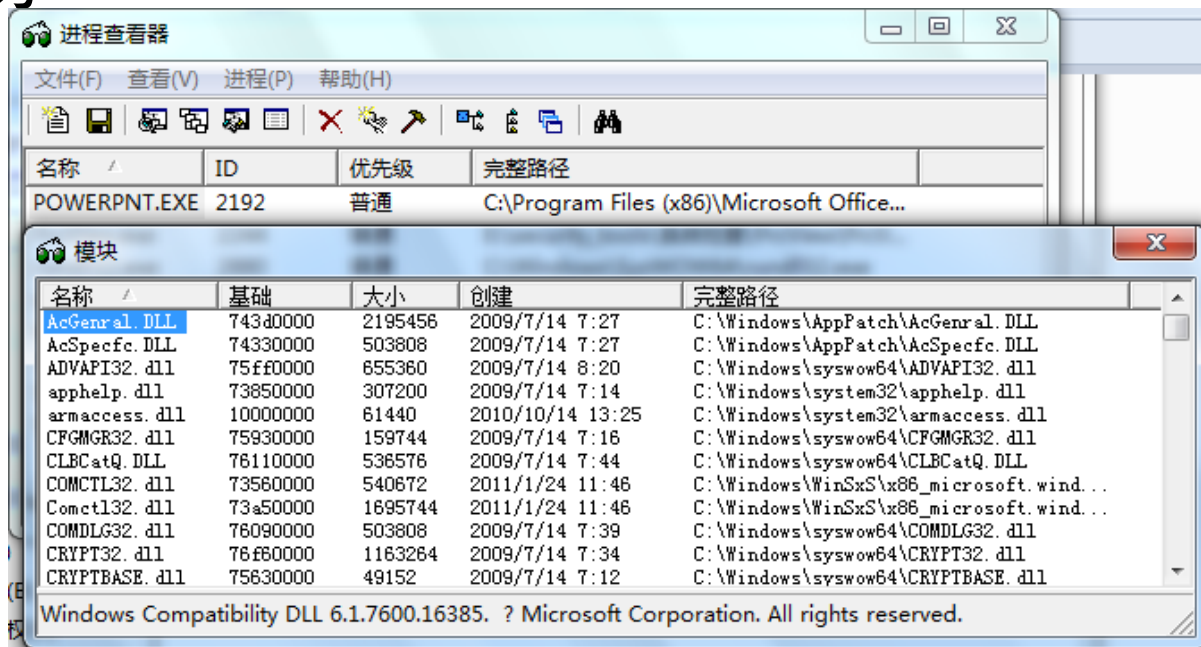 进程查看器
文件(F) 查看(V) 进程(P) 帮助(H)
名称 ID 优先级 完整路径
POWERPNT.EXE 2192 普通 C:\Program Files (x86)\Microsoft Office...
模块
名称 基础 大小 创建 完整路径
AcGenral.DLL 743d0000 2195456 2009/7/14 7:27 C:\Windows\AppPatch\AcGenral.DLL
AcSpecfc.DLL 74330000 503808 2009/7/14 7:27 C:\Windows\AppPatch\AcSpecfc.DLL
ADVAPI32.dll 75ff0000 655360 2009/7/14 8:20 C:\Windows\syswow64\ADVAPI32.dll
apphelp.dll 73850000 307200 2009/7/14 7:14 C:\Windows\system32\apphelp.dll
armaccess.dll 10000000 61440 2010/10/14 13:25 C:\Windows\system32\armaccess.dll
CFGMGR32.dll 75930000 159744 2009/7/14 7:16 C:\Windows\syswow64\CFGMGR32.dll
CLBCatQ.DLL 76110000 536576 2009/7/14 7:44 C:\Windows\syswow64\CLBCatQ.DLL
COMCTL32.dll 73560000 540672 2011/1/24 11:46 C:\Windows\WinSxS\x86_microsoft.wind...
Comctl32.dll 73a50000 1695744 2011/1/24 11:46 C:\Windows\WinSxS\x86_microsoft.wind...
COMDLG32.dll 76090000 503808 2009/7/14 7:39 C:\Windows\syswow64\COMDLG32.dll
CRYPT32.dll 76f60000 1163264 2009/7/14 7:34 C:\Windows\syswow64\CRYPT32.dll
CRYPTBASE.dll 75630000 49152 2009/7/14 7:12 C:\Windows\syswow64\CRYPTBASE.dll
Windows Compatibility DLL 6.1.7600.16385. ? Microsoft Corporation. All rights reserved.